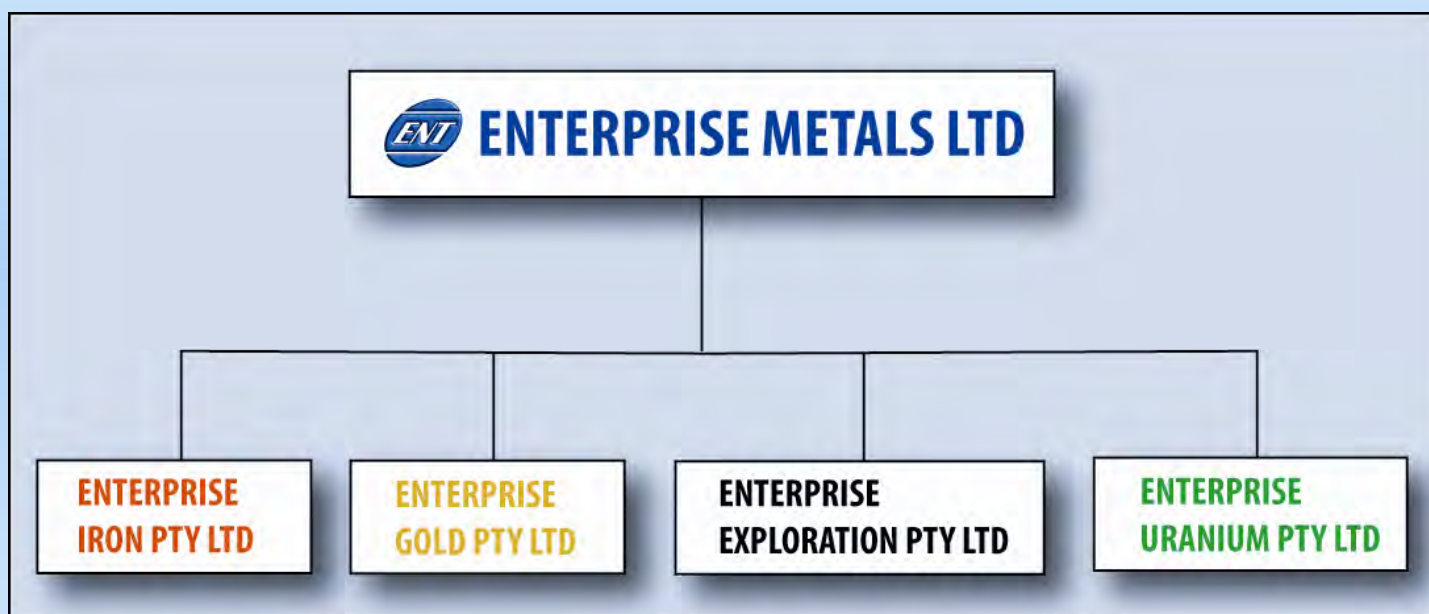 ENT ENTERPRISE METALS LTD
ENTERPRISE
IRON PTY LTD
ENTERPRISE
GOLD PTY LTD
ENTERPRISE
EXPLORATION PTY LTD
ENTERPRISE
URANIUM PTY LTD